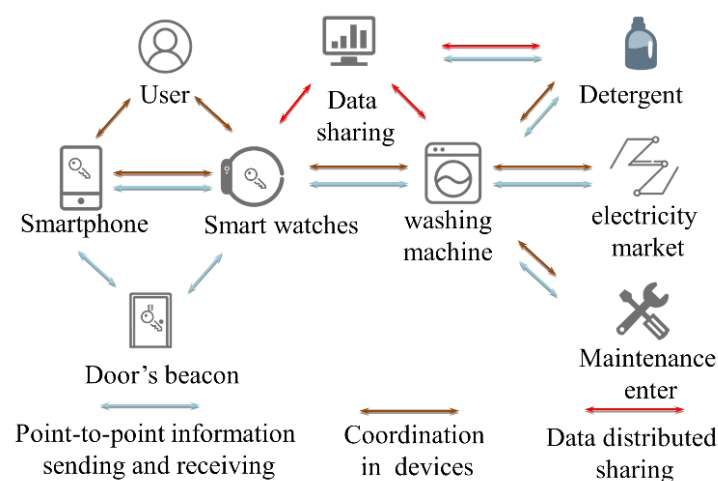 User
Data
sharing
Detergent
Smartphone
Smart watches
washing
machine
electricity
market
Door's beacon
Maintenance
enter
Point-to-point information
sending and receiving
Coordination
in devices
Data distributed
sharing